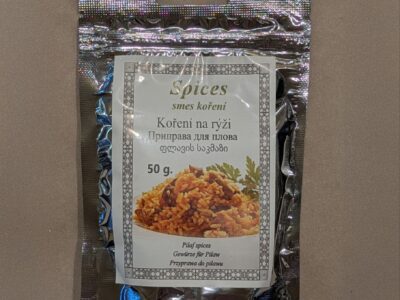 Spices
smes koření
Koření na rýži
Приправа для плова
ფლავის საკმაზი
50 g.
Pilaf spices
Gewürze für Pilaw
Przyprawa do pilawu